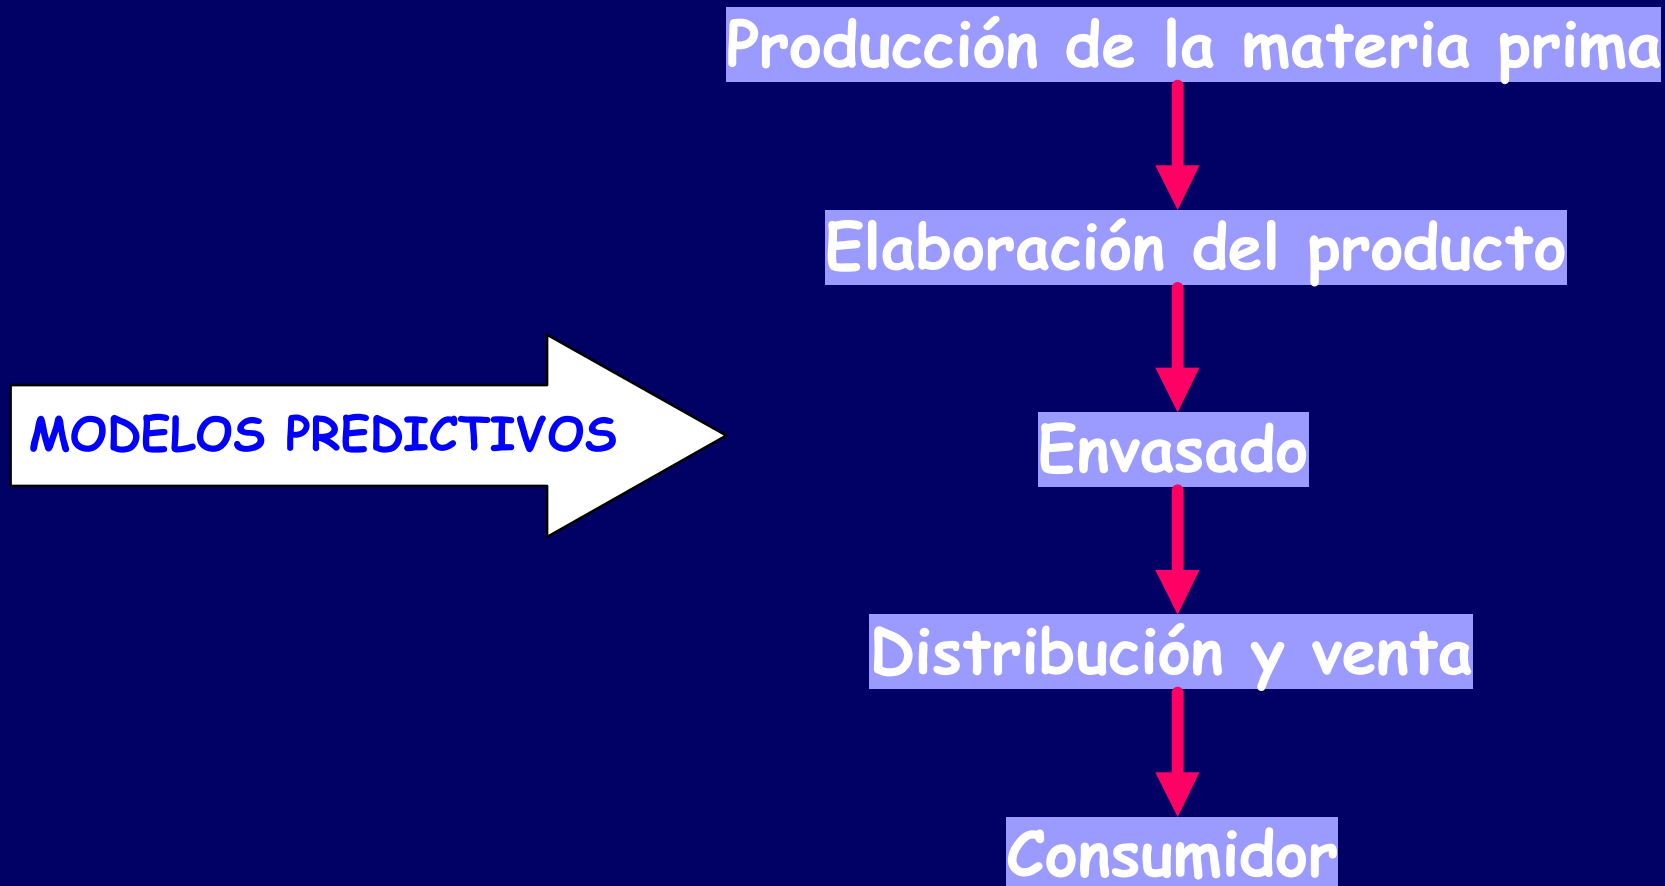 Producción de la materia prima
Elaboración del producto
MODELOS PREDICTIVOS
Envasado
Distribución y venta
Consumidor